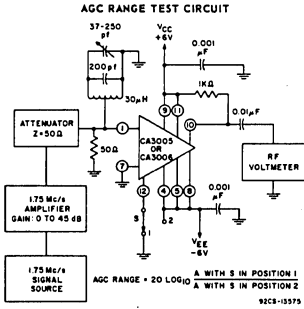 AGC RANGE TEST CIRCUIT
37-250
pf
200pf
30µH
VCC
+6V
0.001
µF
1KΩ
0.01µF
ATTENUATOR
Z=50Ω
50Ω
1
7
9
11
10
12
4
5
8
CA3005
OR
CA3006
RF
VOLTMETER
S
1
2
0.001
µF
VEE
-6V
1.75 Mc/s
AMPLIFIER
GAIN: 0 TO 45 dB
1.75 Mc/s
SIGNAL
SOURCE
AGC RANGE = 20 LOG10 A WITH S IN POSITION 1
A WITH S IN POSITION 2
92CS-13575